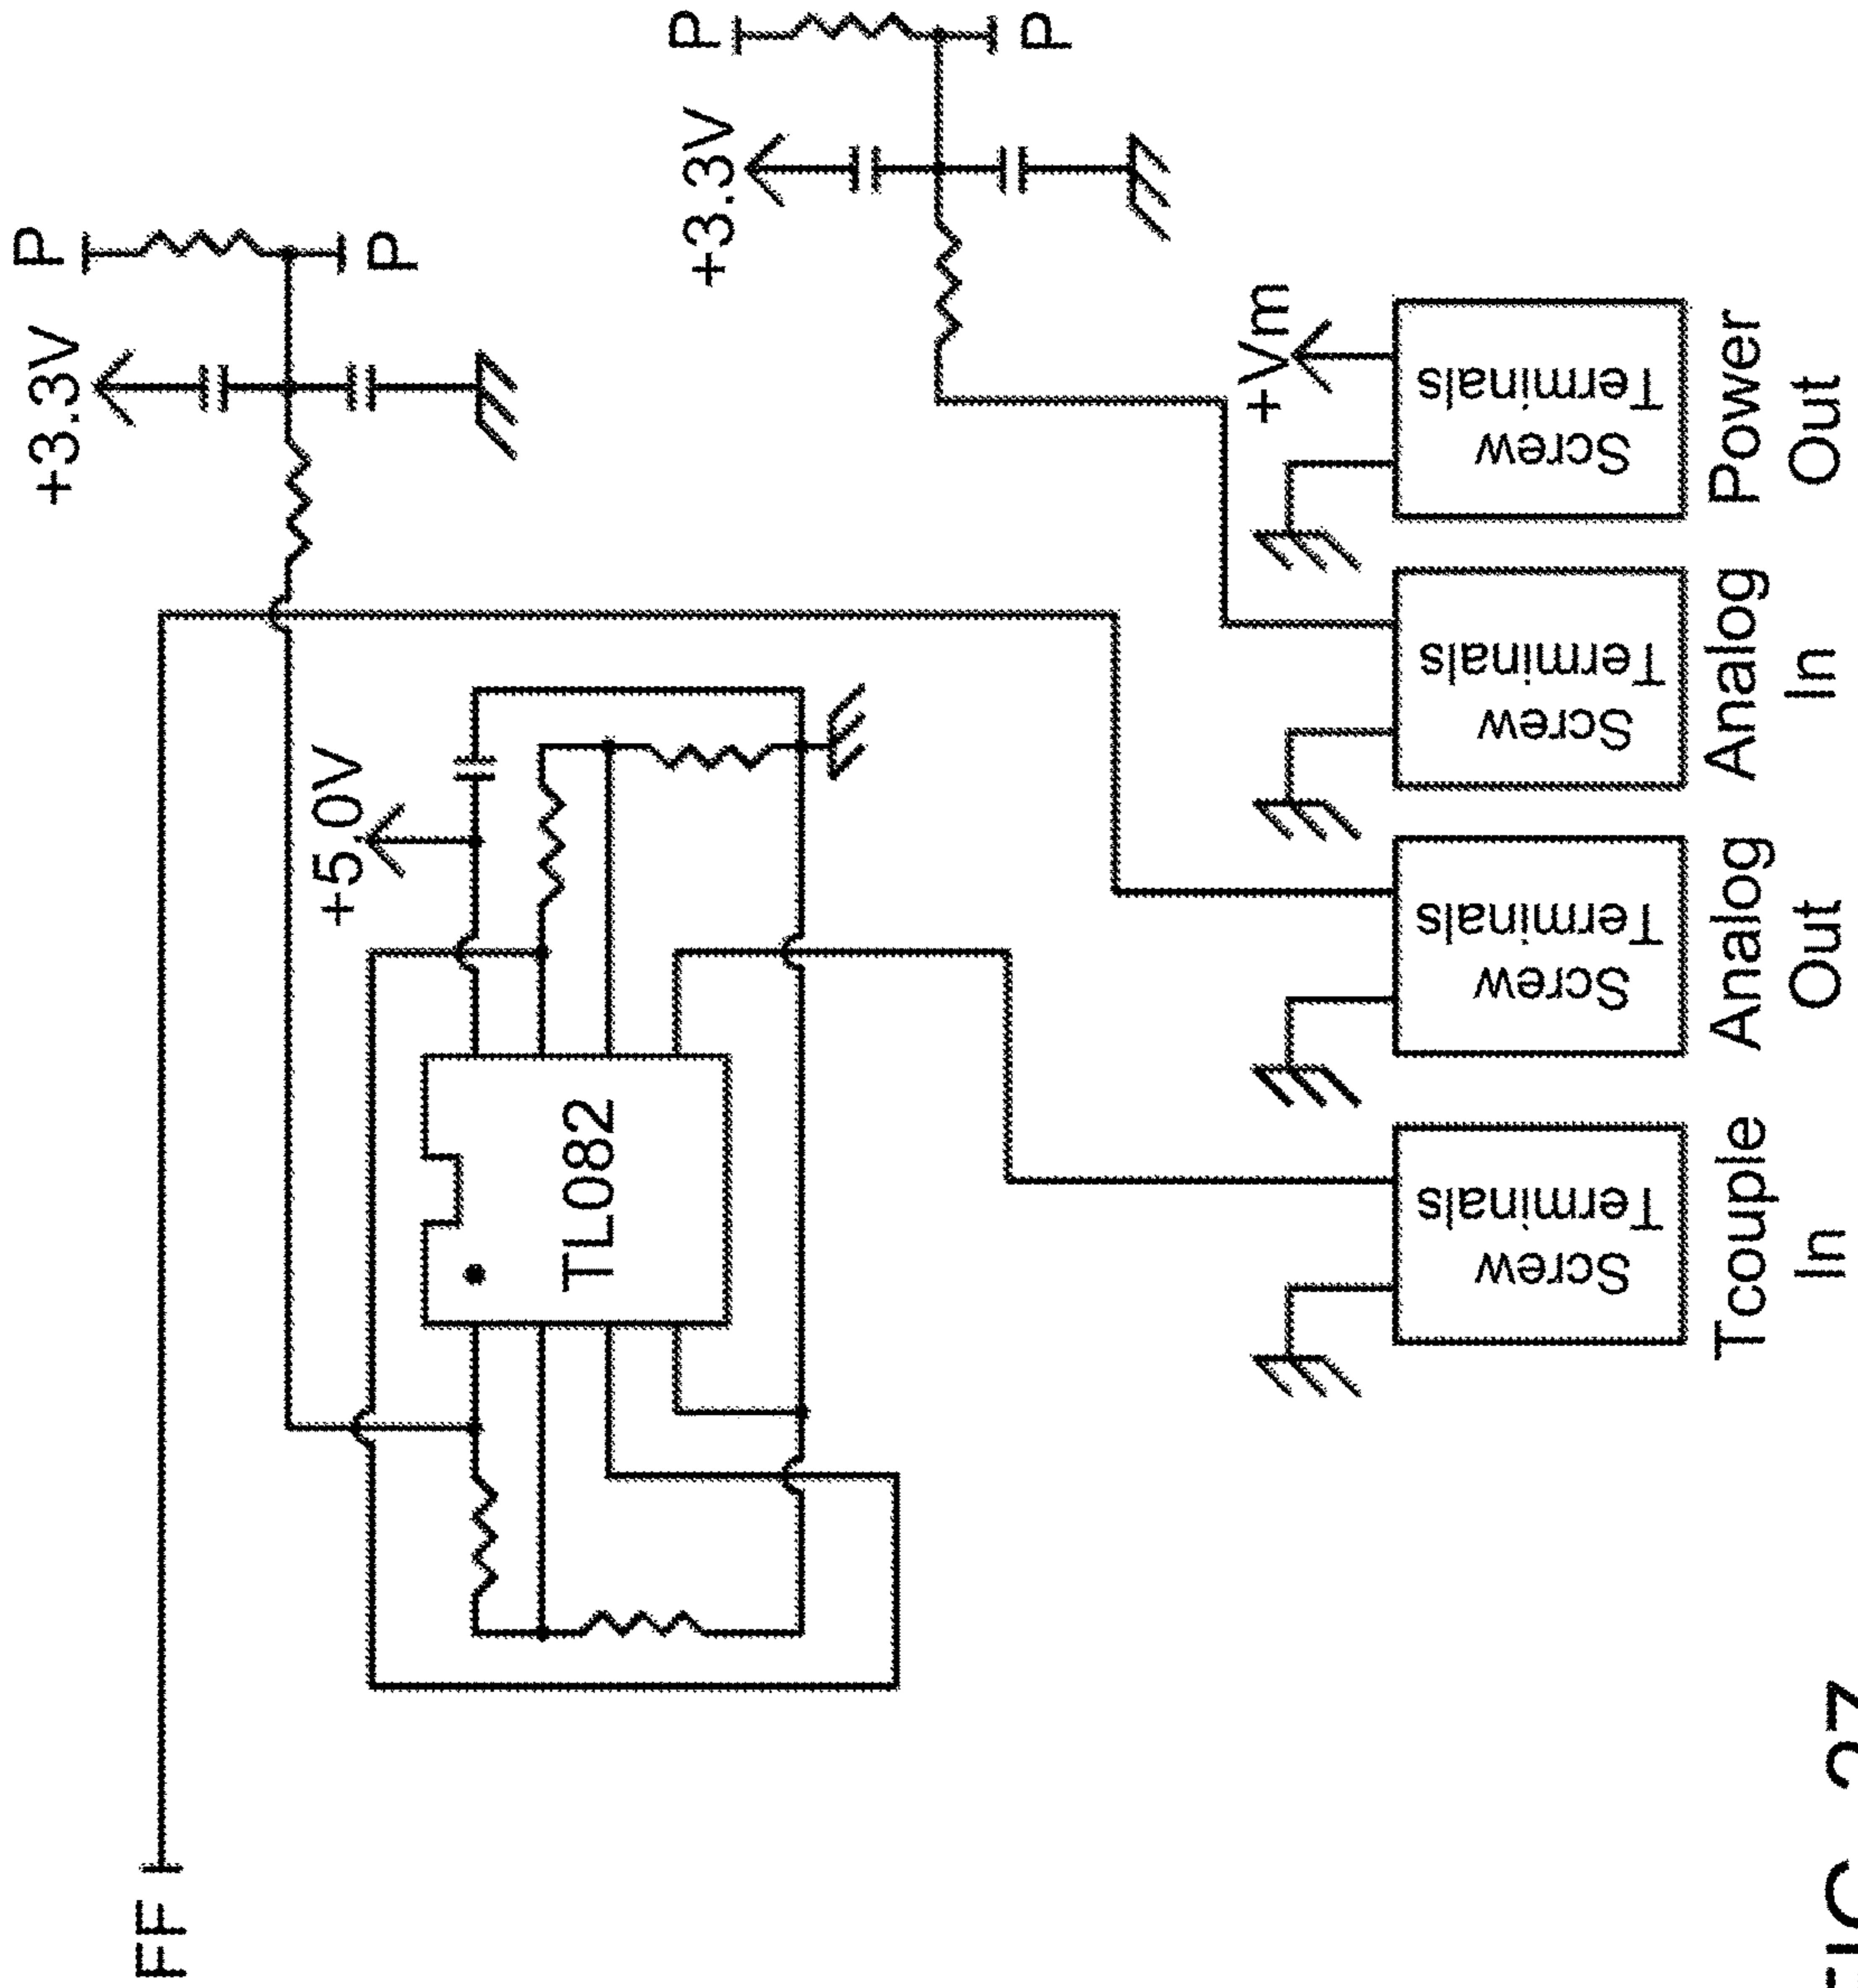 FF
P
P
+3.3V
P
P
+3.3V
+5.0V
TL082
+Vm
Screw
Terminals
Screw
Terminals
Screw
Terminals
Screw
Terminals
Tcouple
In
Analog
Out
Analog
In
Power
Out